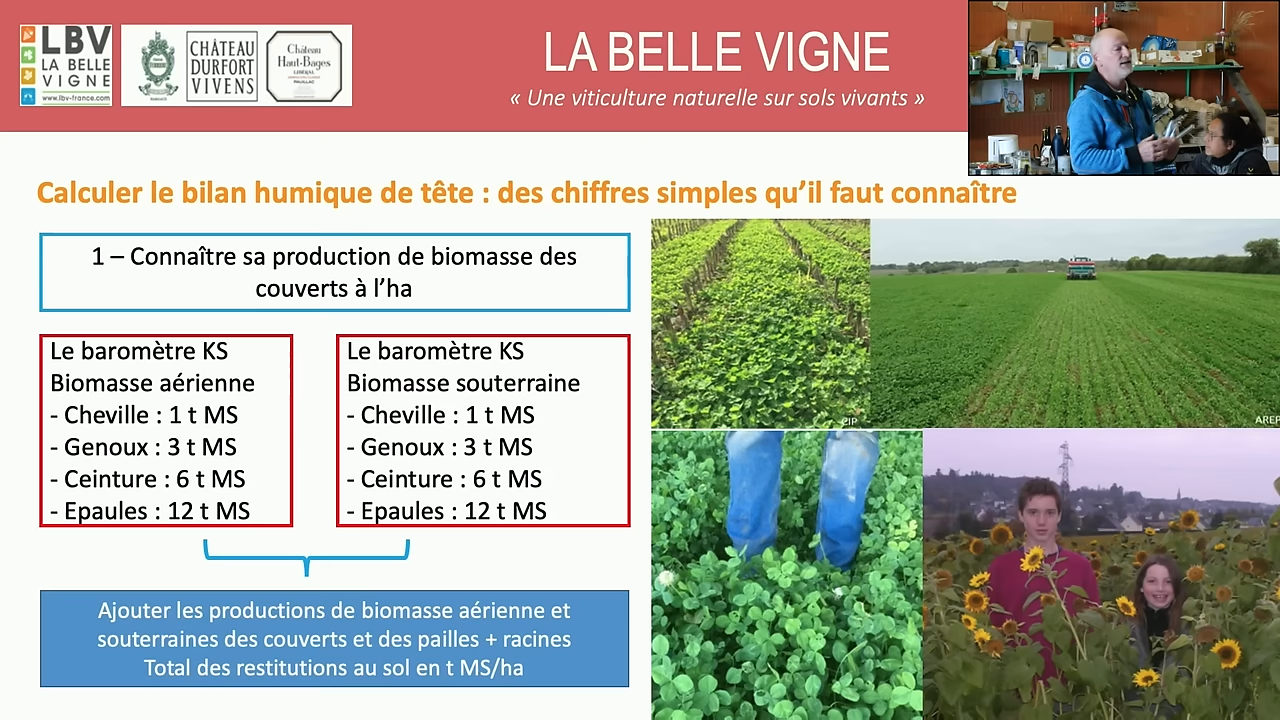 LBV
LA BELLE
VIGNE
www.lbv-france.com
CHÂTEAU
DURFORT
VIVENS
Château
Haut-Bages
LIBÉRAL
PAUILLAC
LA BELLE VIGNE
« Une viticulture naturelle sur sols vivants »
Calculer le bilan humique de tête : des chiffres simples qu’il faut connaître
1 – Connaître sa production de biomasse des
couverts à l’ha
Le baromètre KS
Biomasse aérienne
- Cheville : 1 t MS
- Genoux : 3 t MS
- Ceinture : 6 t MS
- Epaules : 12 t MS
Le baromètre KS
Biomasse souterraine
- Cheville : 1 t MS
- Genoux : 3 t MS
- Ceinture : 6 t MS
- Epaules : 12 t MS
Ajouter les productions de biomasse aérienne et
souterraines des couverts et des pailles + racines
Total des restitutions au sol en t MS/ha
CIP
AREP